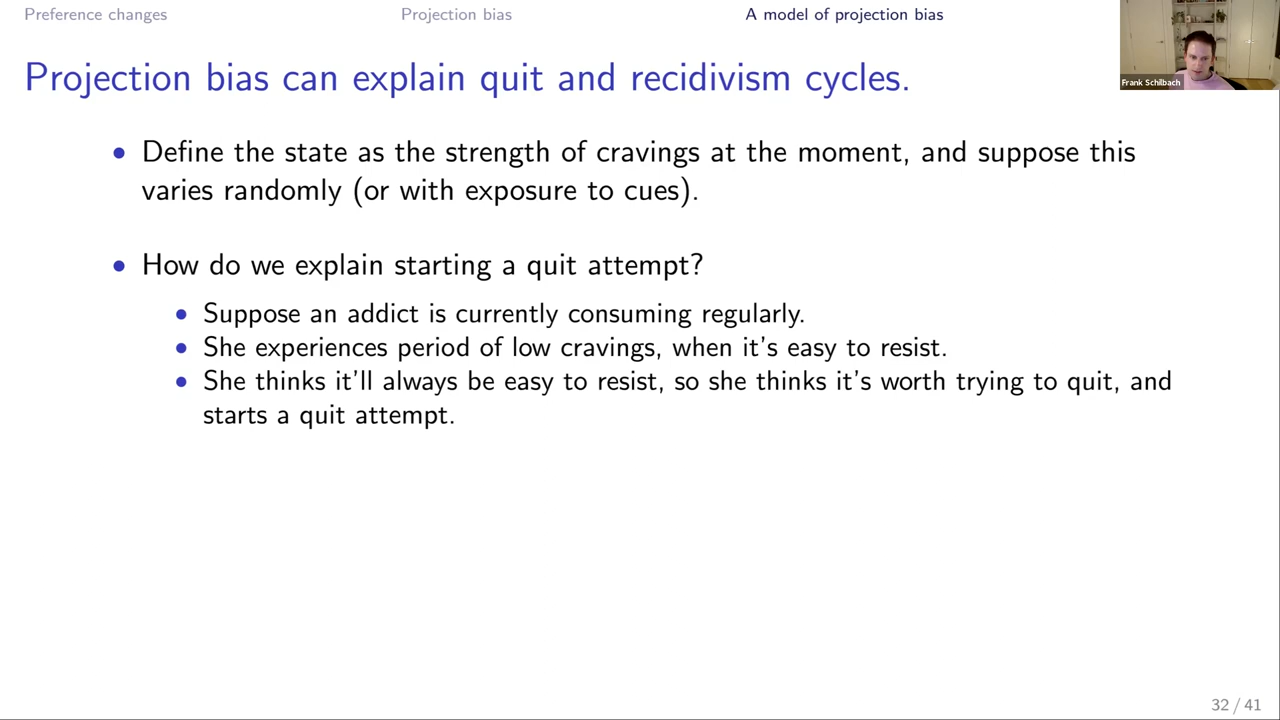 Preference changes Projection bias A model of projection bias
Frank Schilbach
Projection bias can explain quit and recidivism cycles.
• Define the state as the strength of cravings at the moment, and suppose this
varies randomly (or with exposure to cues).
• How do we explain starting a quit attempt?
• Suppose an addict is currently consuming regularly.
• She experiences period of low cravings, when it's easy to resist.
• She thinks it'll always be easy to resist, so she thinks it's worth trying to quit, and
starts a quit attempt.
32 / 41